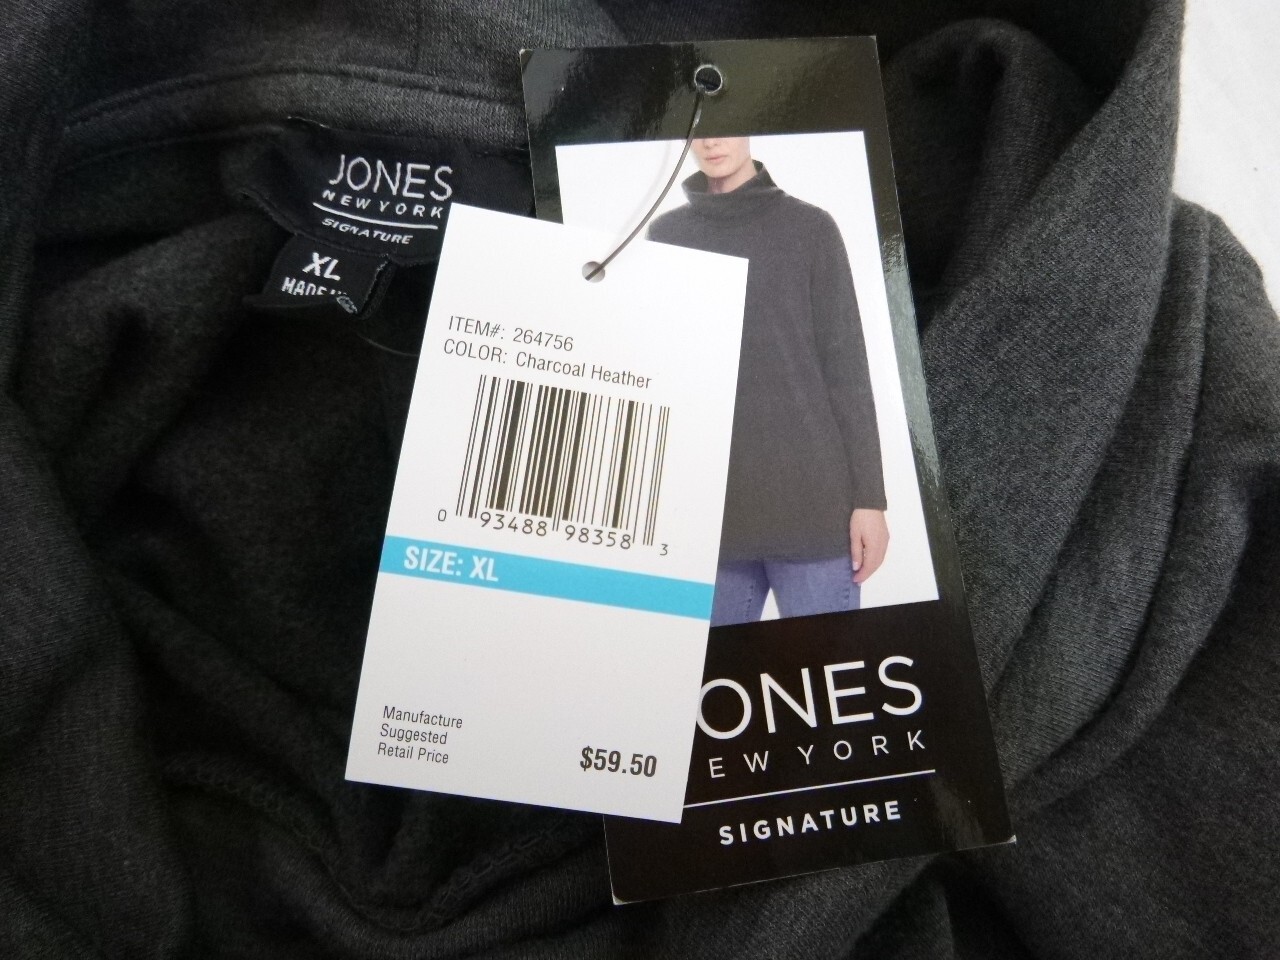 JONES
NEW YORK
SIGNATURE
XL
MADE
ITEM#: 264756
COLOR: Charcoal Heather
0 93488 98358 3
SIZE: XL
Manufacture
Suggested
Retail Price
$59.50
ONES
EW YORK
SIGNATURE